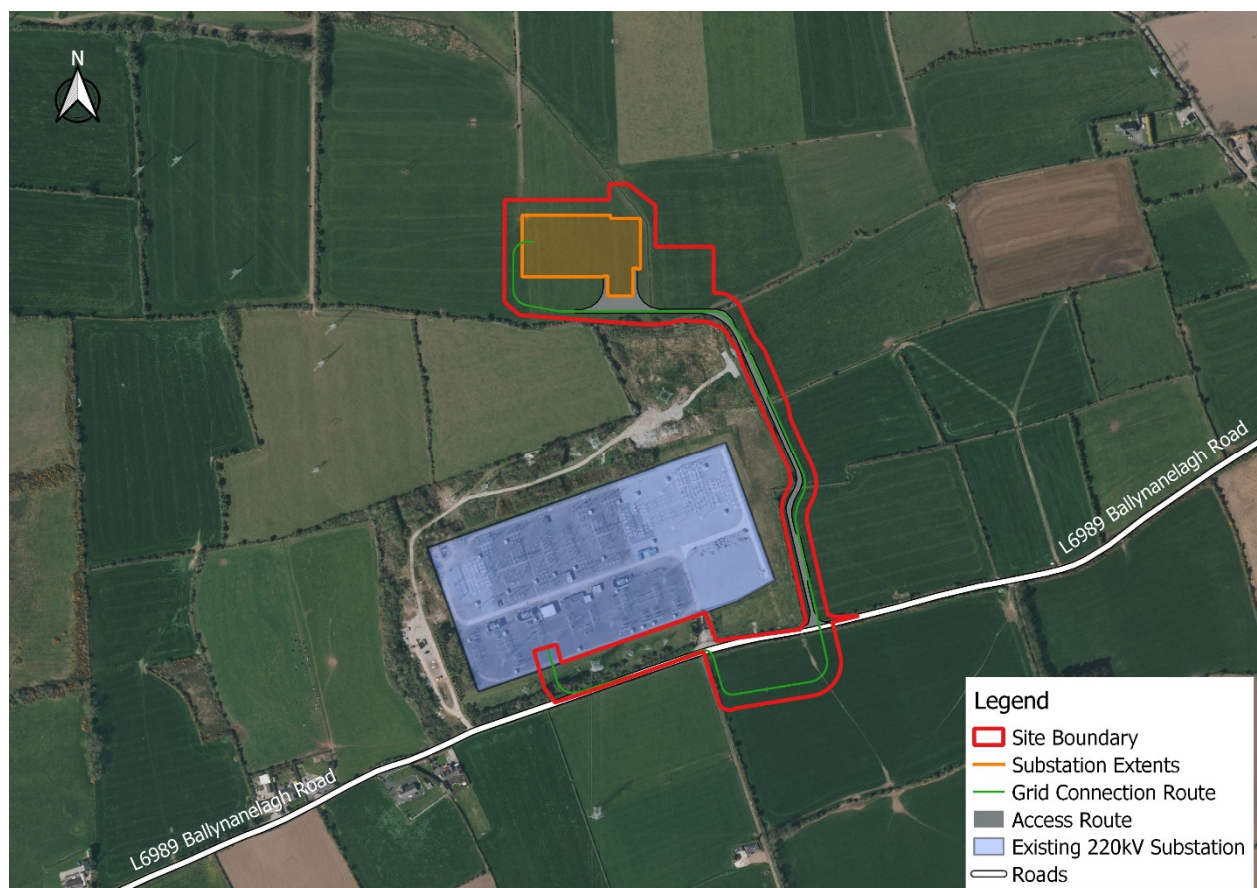 N
L6989 Ballynanelagh Road
L6989 Ballynanelagh Road
Legend
Site Boundary
Substation Extents
Grid Connection Route
Access Route
Existing 220kV Substation
Roads